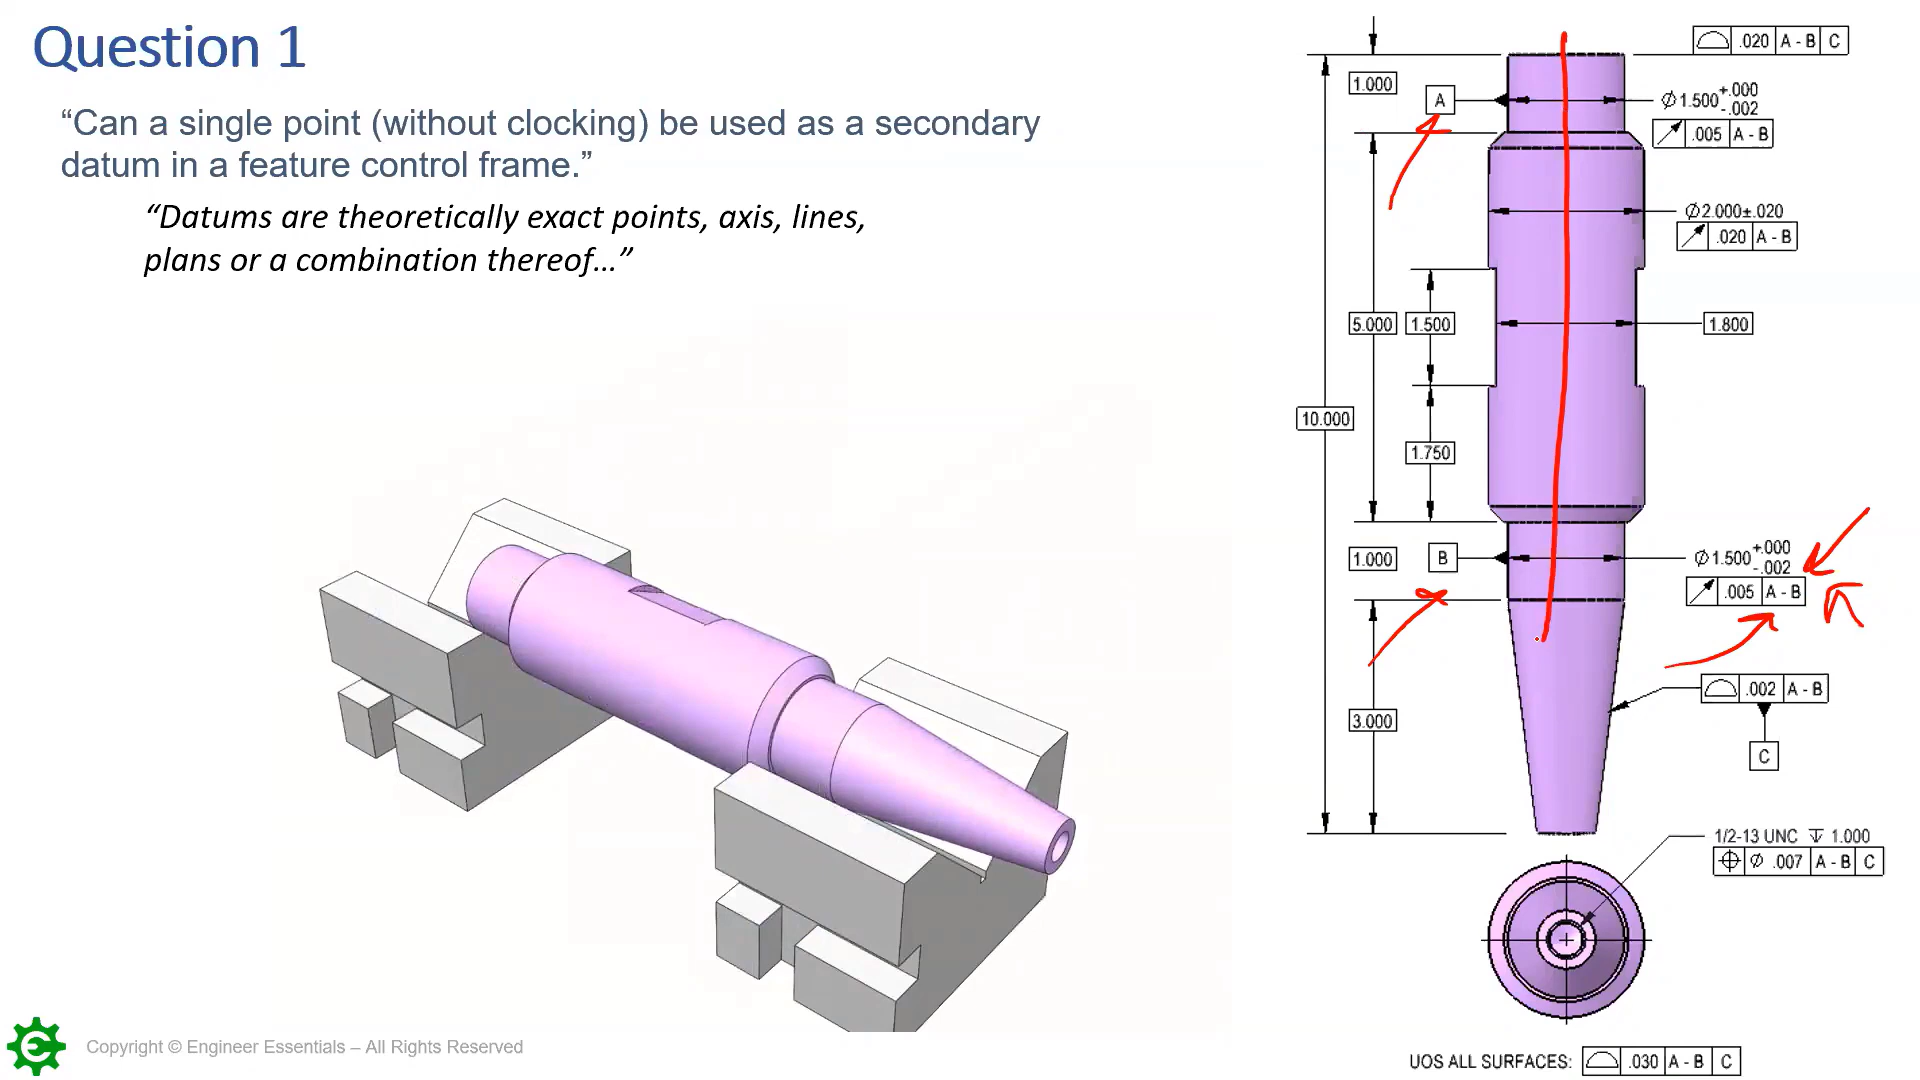 Question 1
“Can a single point (without clocking) be used as a secondary
datum in a feature control frame.”
“Datums are theoretically exact points, axis, lines,
plans or a combination thereof…”
⌓ .020 A - B C
1.000
A
⌀1.500 +.000
-.002
↗ .005 A - B
⌀2.000±.020
↗ .020 A - B
5.000
1.500
1.800
10.000
1.750
1.000
B
⌀1.500 +.000
-.002
↗ .005 A - B
⌓ .002 A - B
3.000
C
1/2-13 UNC ↧ 1.000
⌖ ⌀ .007 A - B C
Copyright © Engineer Essentials – All Rights Reserved
UOS ALL SURFACES: ⌓ .030 A - B C